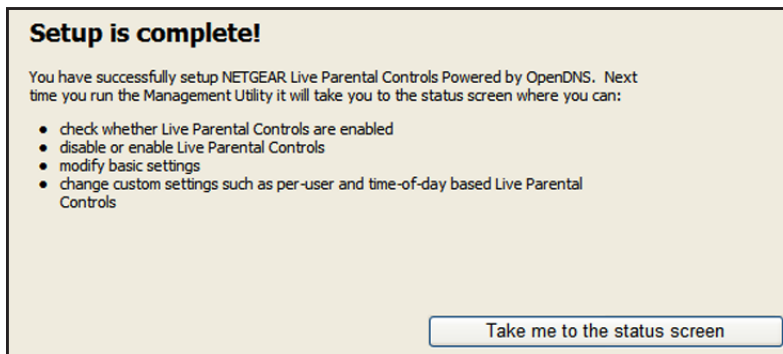 Setup is complete!
You have successfully setup NETGEAR Live Parental Controls Powered by OpenDNS. Next
time you run the Management Utility it will take you to the status screen where you can:
• check whether Live Parental Controls are enabled
• disable or enable Live Parental Controls
• modify basic settings
• change custom settings such as per-user and time-of-day based Live Parental
Controls
Take me to the status screen